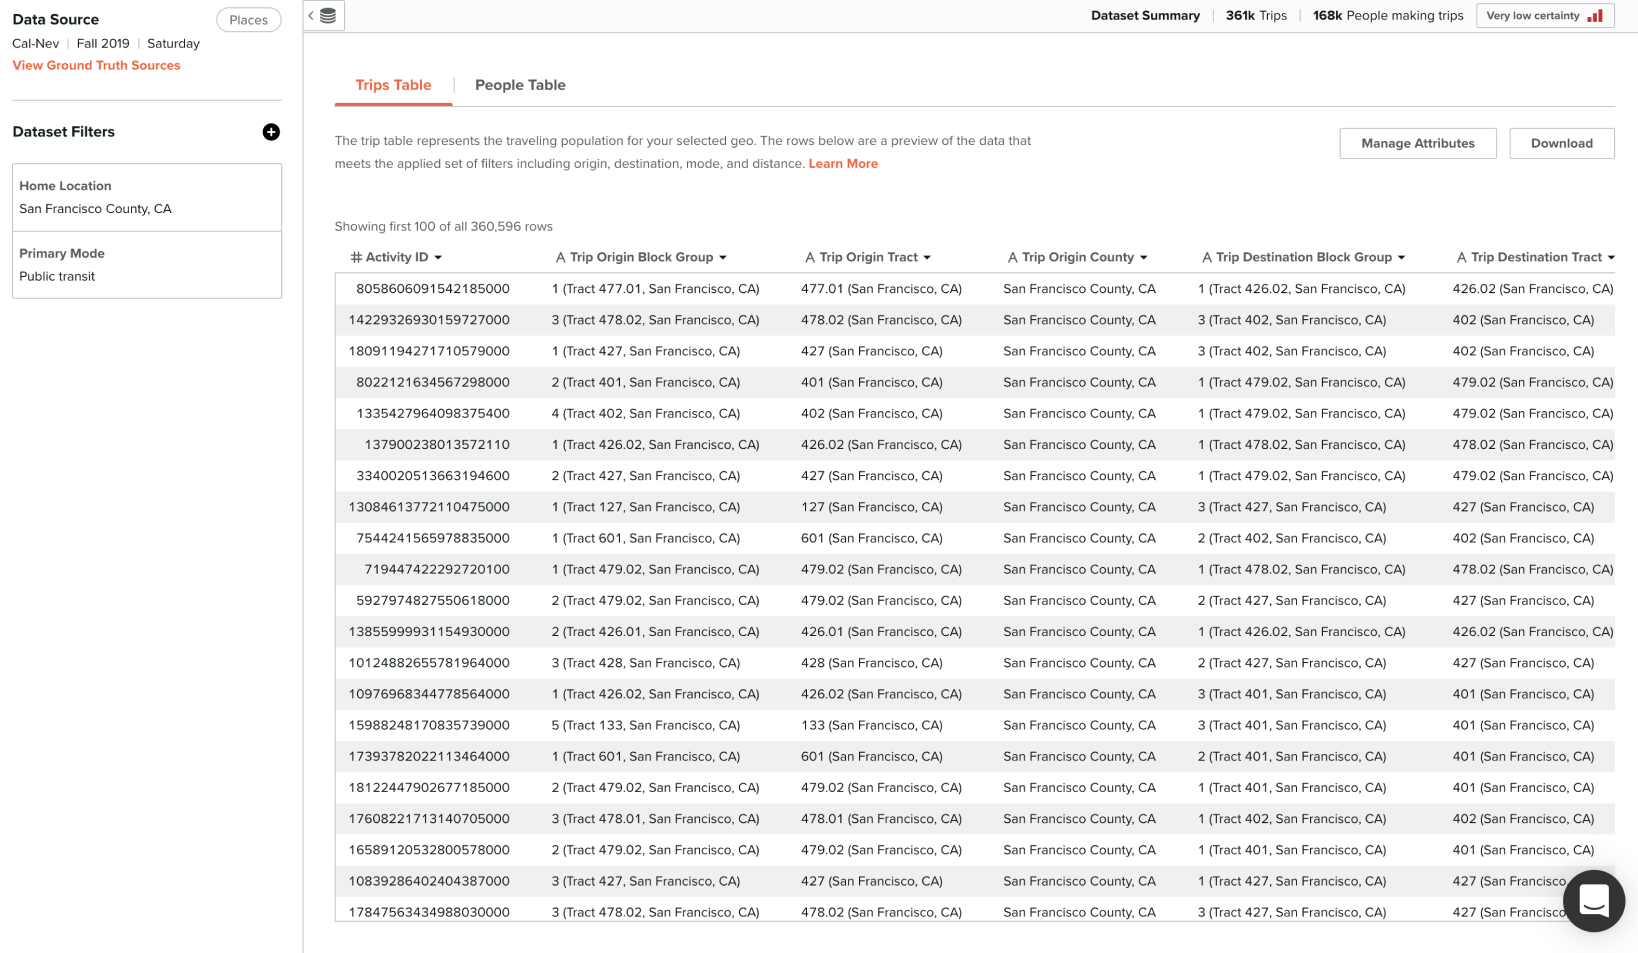 Data Source
Places
Cal-Nev | Fall 2019 | Saturday
View Ground Truth Sources
Dataset Filters
Home Location
San Francisco County, CA
Primary Mode
Public transit
Dataset Summary | 361k Trips | 168k People making trips Very low certainty
Trips Table | People Table
The trip table represents the traveling population for your selected geo. The rows below are a preview of the data that
meets the applied set of filters including origin, destination, mode, and distance. Learn More
Manage Attributes Download
Showing first 100 of all 360,596 rows
# Activity ID A Trip Origin Block Group A Trip Origin Tract A Trip Origin County A Trip Destination Block Group A Trip Destination Tract
8058606091542185000 1 (Tract 477.01, San Francisco, CA) 477.01 (San Francisco, CA) San Francisco County, CA 1 (Tract 426.02, San Francisco, CA) 426.02 (San Francisco, CA)
14229326930159727000 3 (Tract 478.02, San Francisco, CA) 478.02 (San Francisco, CA) San Francisco County, CA 3 (Tract 402, San Francisco, CA) 402 (San Francisco, CA)
18091194271710579000 1 (Tract 427, San Francisco, CA) 427 (San Francisco, CA) San Francisco County, CA 3 (Tract 402, San Francisco, CA) 402 (San Francisco, CA)
8022121634567298000 2 (Tract 401, San Francisco, CA) 401 (San Francisco, CA) San Francisco County, CA 1 (Tract 479.02, San Francisco, CA) 479.02 (San Francisco, CA)
1335427964098375400 4 (Tract 402, San Francisco, CA) 402 (San Francisco, CA) San Francisco County, CA 1 (Tract 479.02, San Francisco, CA) 479.02 (San Francisco, CA)
137900238013572110 1 (Tract 426.02, San Francisco, CA) 426.02 (San Francisco, CA) San Francisco County, CA 1 (Tract 478.02, San Francisco, CA) 478.02 (San Francisco, CA)
3340020513663194600 2 (Tract 427, San Francisco, CA) 427 (San Francisco, CA) San Francisco County, CA 1 (Tract 479.02, San Francisco, CA) 479.02 (San Francisco, CA)
13084613772110475000 1 (Tract 127, San Francisco, CA) 127 (San Francisco, CA) San Francisco County, CA 3 (Tract 427, San Francisco, CA) 427 (San Francisco, CA)
7544241565978835000 1 (Tract 601, San Francisco, CA) 601 (San Francisco, CA) San Francisco County, CA 2 (Tract 402, San Francisco, CA) 402 (San Francisco, CA)
719447422292720100 1 (Tract 479.02, San Francisco, CA) 479.02 (San Francisco, CA) San Francisco County, CA 1 (Tract 478.02, San Francisco, CA) 478.02 (San Francisco, CA)
5927974827550618000 2 (Tract 479.02, San Francisco, CA) 479.02 (San Francisco, CA) San Francisco County, CA 2 (Tract 427, San Francisco, CA) 427 (San Francisco, CA)
13855999931154930000 2 (Tract 426.01, San Francisco, CA) 426.01 (San Francisco, CA) San Francisco County, CA 1 (Tract 426.02, San Francisco, CA) 426.02 (San Francisco, CA)
10124882655781964000 3 (Tract 428, San Francisco, CA) 428 (San Francisco, CA) San Francisco County, CA 2 (Tract 427, San Francisco, CA) 427 (San Francisco, CA)
10976968344778564000 1 (Tract 426.02, San Francisco, CA) 426.02 (San Francisco, CA) San Francisco County, CA 3 (Tract 401, San Francisco, CA) 401 (San Francisco, CA)
15988248170835739000 5 (Tract 133, San Francisco, CA) 133 (San Francisco, CA) San Francisco County, CA 3 (Tract 401, San Francisco, CA) 401 (San Francisco, CA)
17393782022113464000 1 (Tract 601, San Francisco, CA) 601 (San Francisco, CA) San Francisco County, CA 2 (Tract 401, San Francisco, CA) 401 (San Francisco, CA)
18122447902677185000 2 (Tract 479.02, San Francisco, CA) 479.02 (San Francisco, CA) San Francisco County, CA 1 (Tract 401, San Francisco, CA) 401 (San Francisco, CA)
17608221713140705000 3 (Tract 478.01, San Francisco, CA) 478.01 (San Francisco, CA) San Francisco County, CA 1 (Tract 402, San Francisco, CA) 402 (San Francisco, CA)
16589120532800578000 2 (Tract 479.02, San Francisco, CA) 479.02 (San Francisco, CA) San Francisco County, CA 1 (Tract 401, San Francisco, CA) 401 (San Francisco, CA)
10839286402404387000 3 (Tract 427, San Francisco, CA) 427 (San Francisco, CA) San Francisco County, CA 1 (Tract 427, San Francisco, CA) 427 (San Francisco,
17847563434988030000 3 (Tract 478.02, San Francisco, CA) 478.02 (San Francisco, CA) San Francisco County, CA 3 (Tract 427, San Francisco, CA) 427 (San Francisco